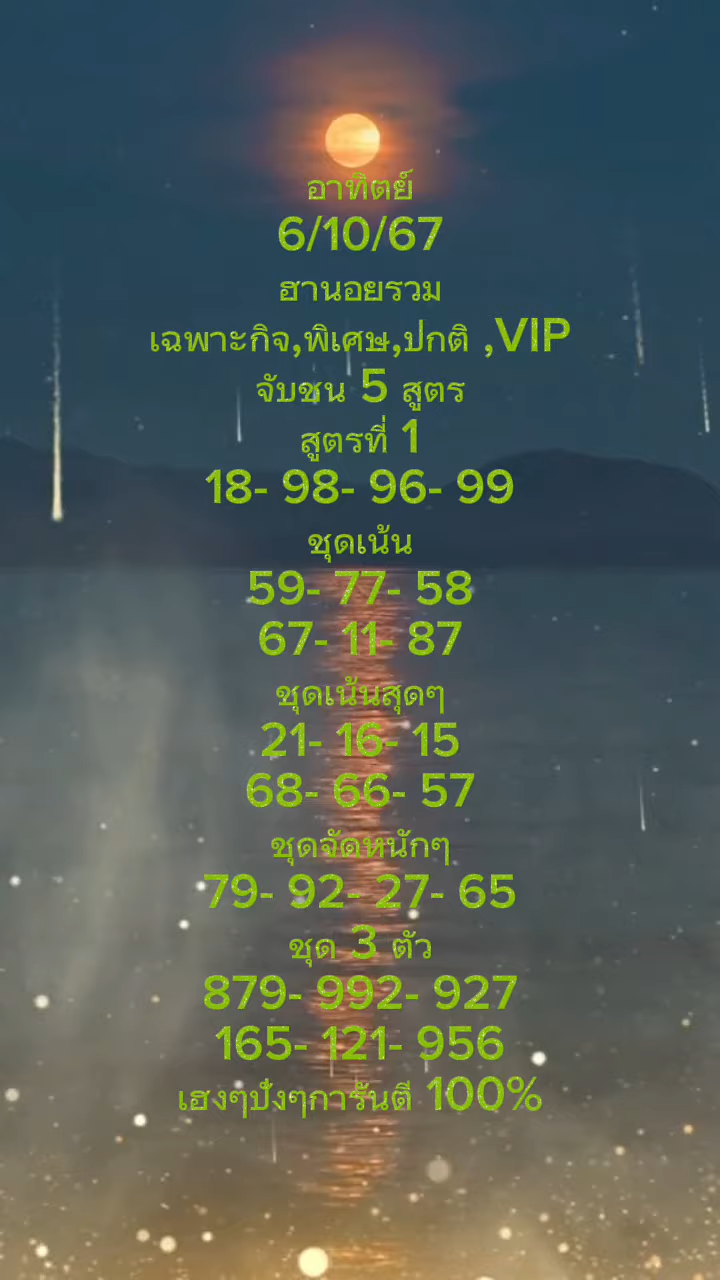 อาทิตย์
6/10/67
ฮานอยรวม
เฉพาะกิจ,พิเศษ,ปกติ ,VIP
จับชน 5 สูตร
สูตรที่ 1
18- 98- 96- 99
ชุดเน้น
59- 77- 58
67- 11- 87
ชุดเน้นสุดๆ
21- 16- 15
68- 66- 57
ชุดจัดหนักๆ
79- 92- 27- 65
ชุด 3 ตัว
879- 992- 927
165- 121- 956
เฮงๆปังๆการันตี 100%